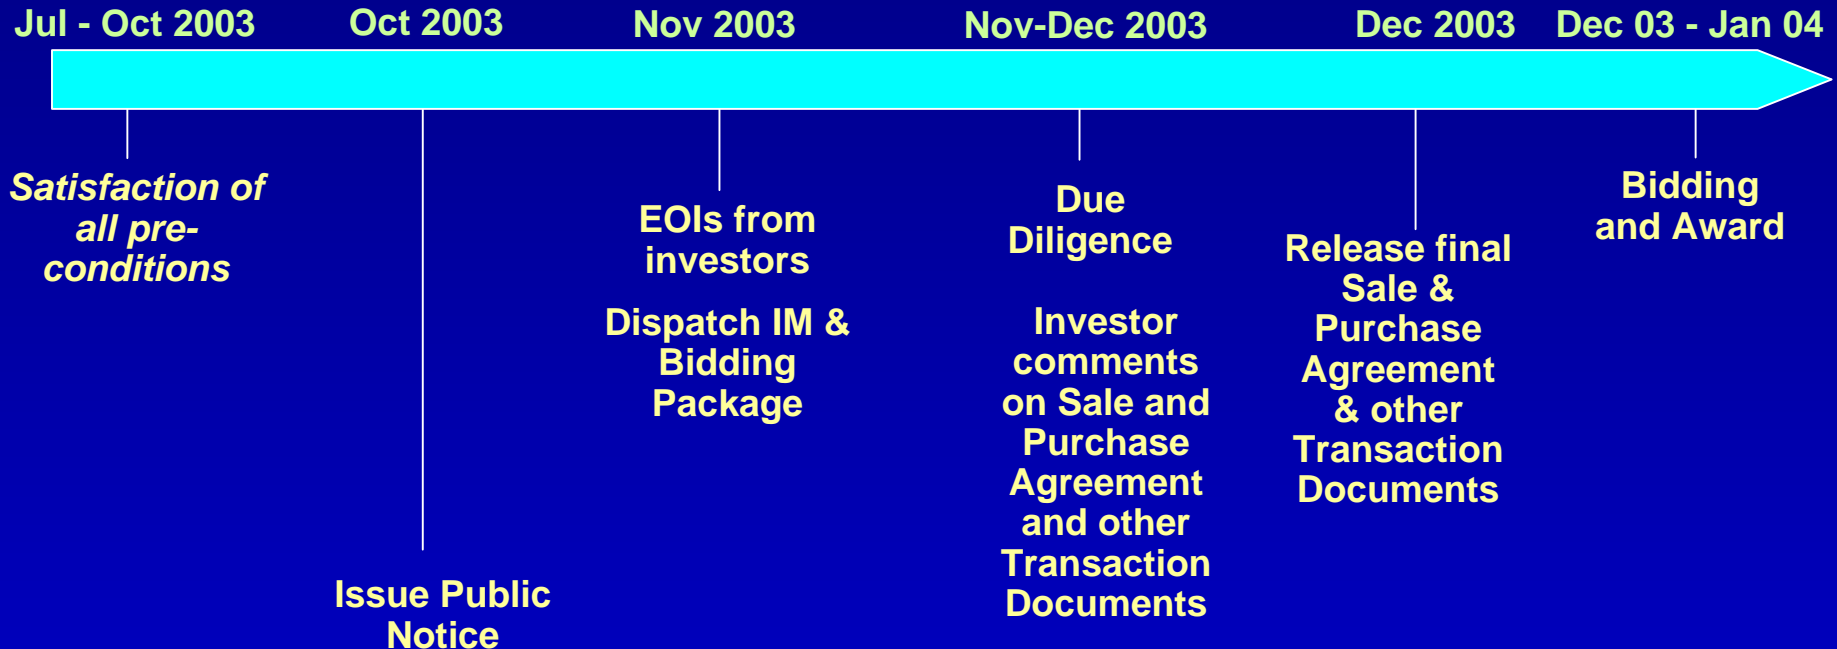 Jul - Oct 2003
Oct 2003
Nov 2003
Nov-Dec 2003
Dec 2003
Dec 03 - Jan 04
Satisfaction of
all pre-
conditions
Issue Public
Notice
EOIs from
investors
Dispatch IM &
Bidding
Package
Due
Diligence
Investor
comments
on Sale and
Purchase
Agreement
and other
Transaction
Documents
Release final
Sale &
Purchase
Agreement
& other
Transaction
Documents
Bidding
and Award